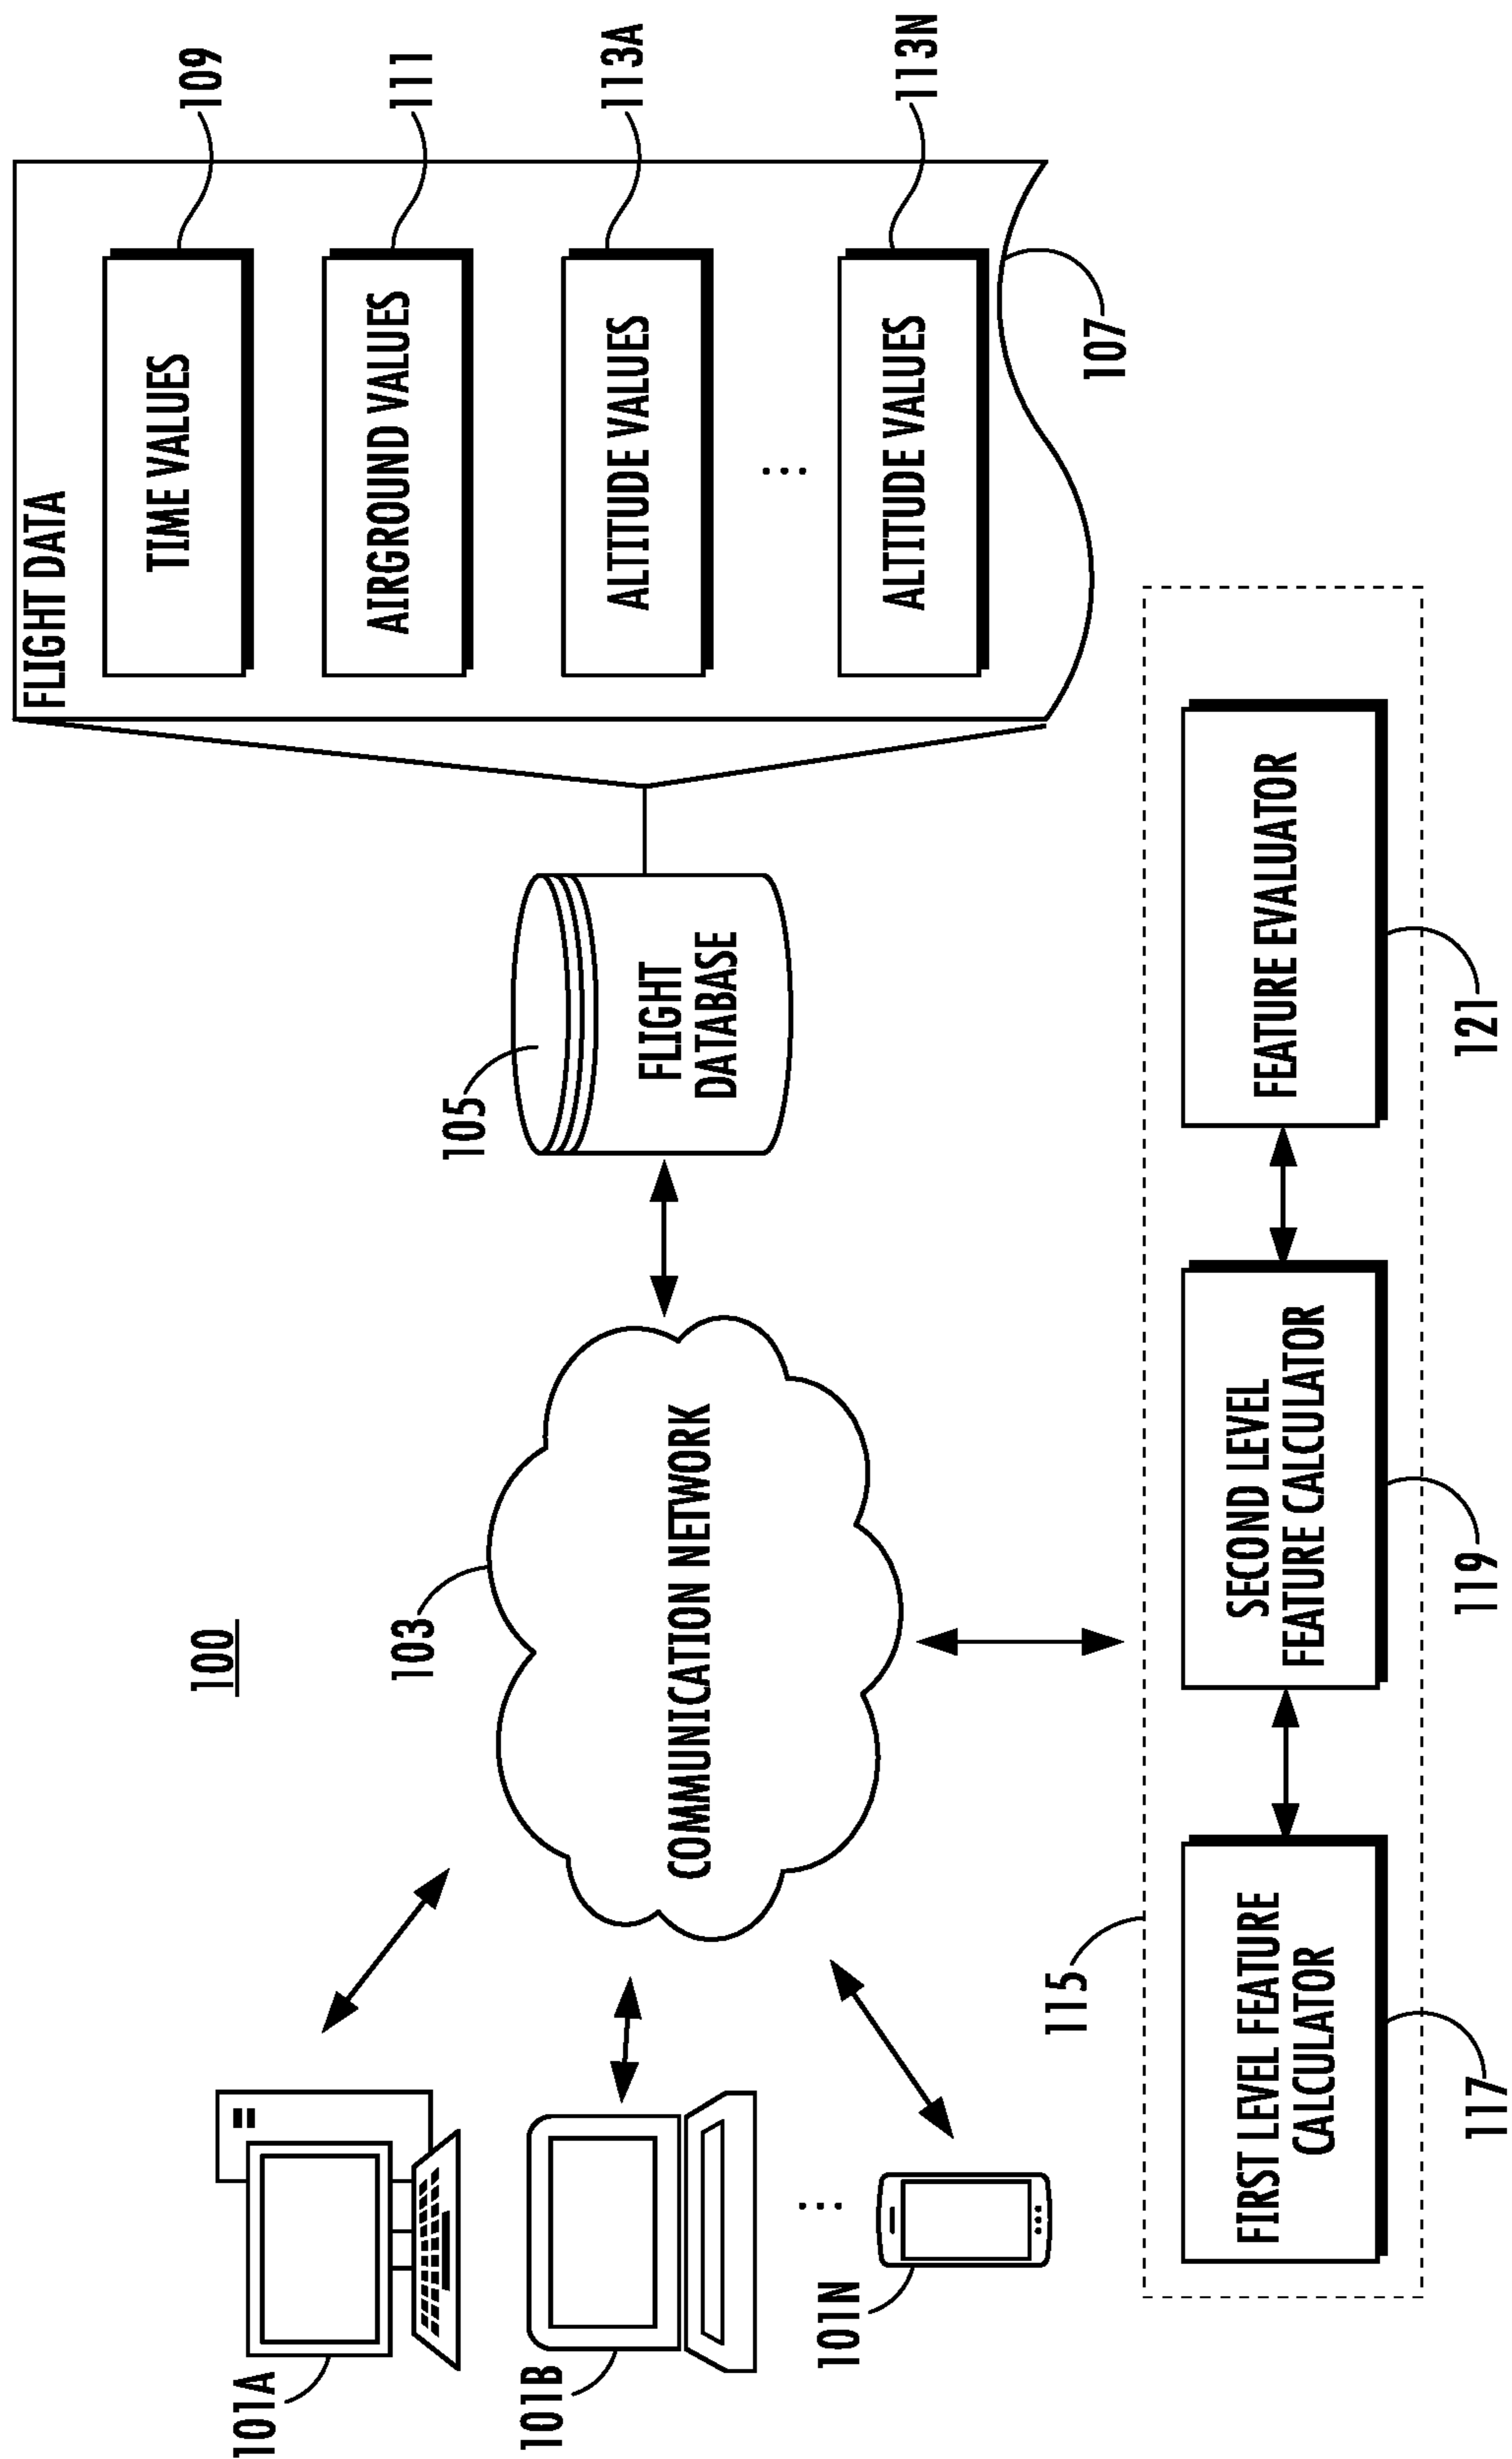 100
101A
101B
101N
103
COMMUNICATION NETWORK
105
FLIGHT
DATABASE
FLIGHT DATA
TIME VALUES
109
AIRGROUND VALUES
111
ALTITUDE VALUES
113A
ALTITUDE VALUES
113N
107
115
FIRST LEVEL FEATURE
CALCULATOR
117
SECOND LEVEL
FEATURE CALCULATOR
119
FEATURE EVALUATOR
121